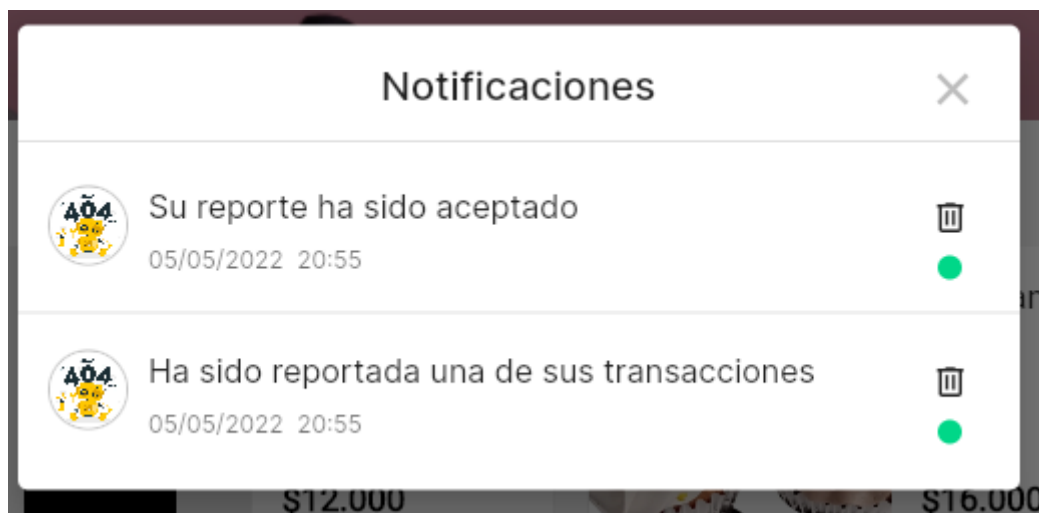 Notificaciones
Su reporte ha sido aceptado
05/05/2022 20:55
Ha sido reportada una de sus transacciones
05/05/2022 20:55
$12.000
$16.000